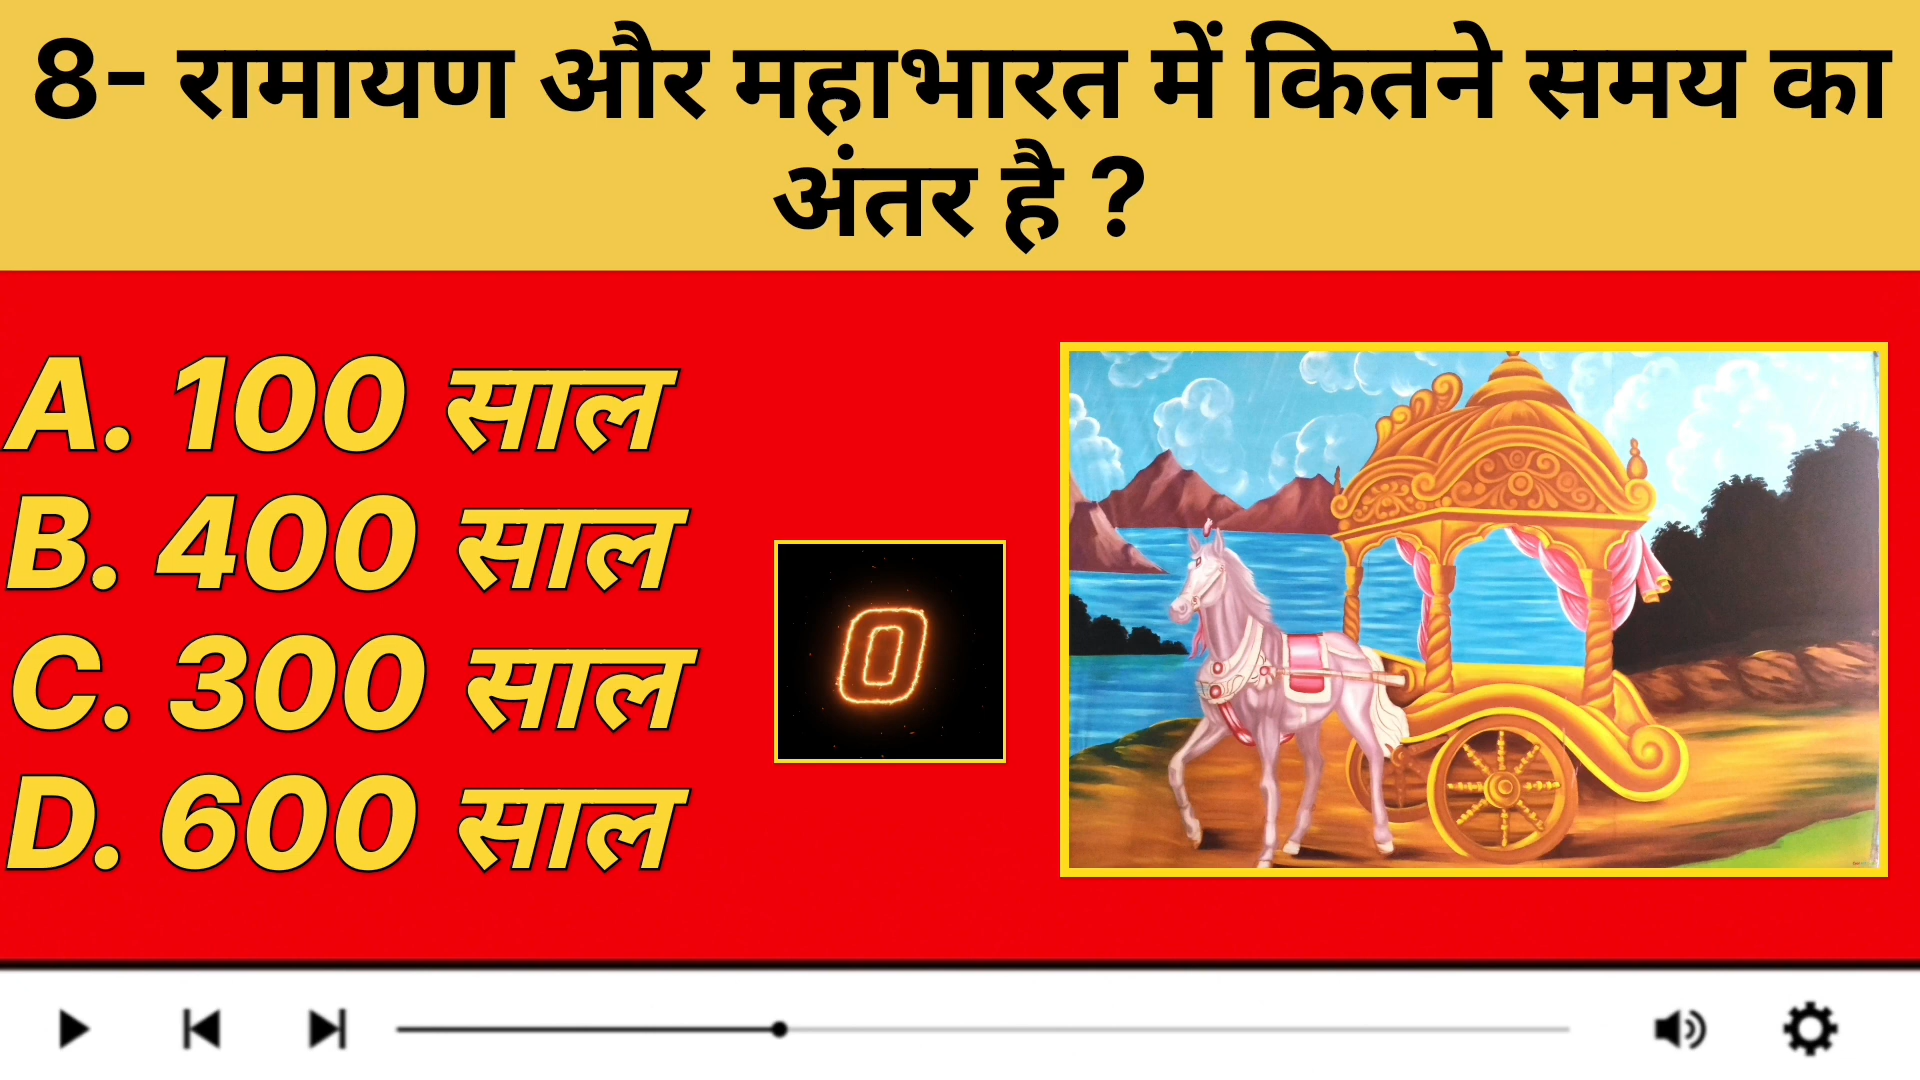 8- रामायण और महाभारत में कितने समय का
अंतर है ?
A. 100 साल
B. 400 साल
C. 300 साल
D. 600 साल
0